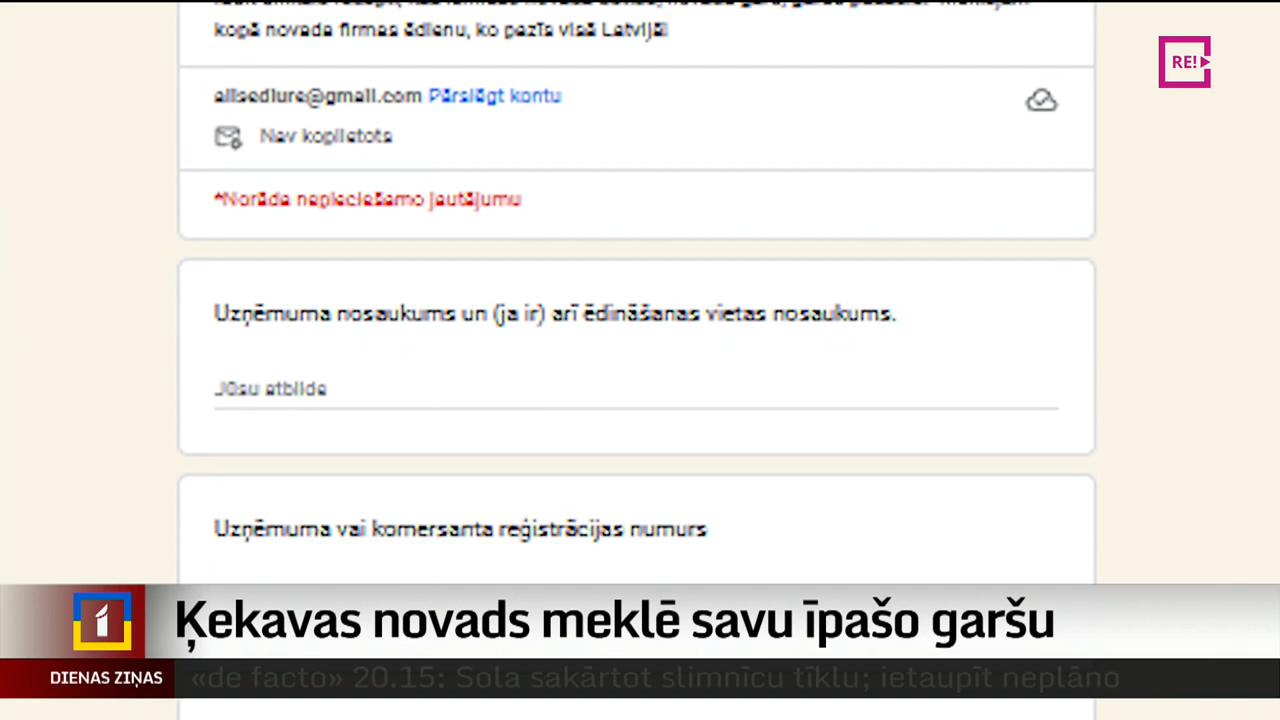 kopā novada firmas ēdienu, ko pazīs visā Latvijā!
RE!
allsedlure@gmail.com Pārslēgt kontu
Nav koplietots
*Norāda nepieciešamo jautājumu
Uzņēmuma nosaukums un (ja ir) arī ēdināšanas vietas nosaukums.
Jūsu atbilde
Uzņēmuma vai komersanta reģistrācijas numurs
1 Ķekavas novads meklē savu īpašo garšu
DIENAS ZIŅAS «de facto» 20.15: Sola sakārtot slimnīcu tīklu; ietaupīt neplāno